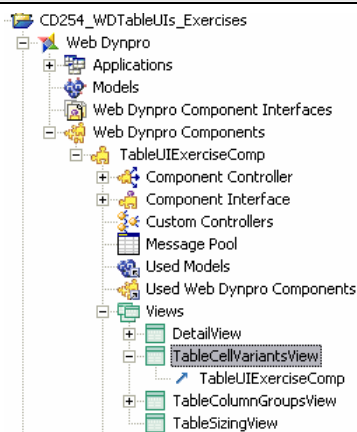 CD254_WDTableUIs_Exercises
Web Dynpro
Applications
Models
Web Dynpro Component Interfaces
Web Dynpro Components
TableUIExerciseComp
Component Controller
Component Interface
Custom Controllers
Message Pool
Used Models
Used Web Dynpro Components
Views
DetailView
TableCellVariantsView
TableUIExerciseComp
TableColumnGroupsView
TableSizingView